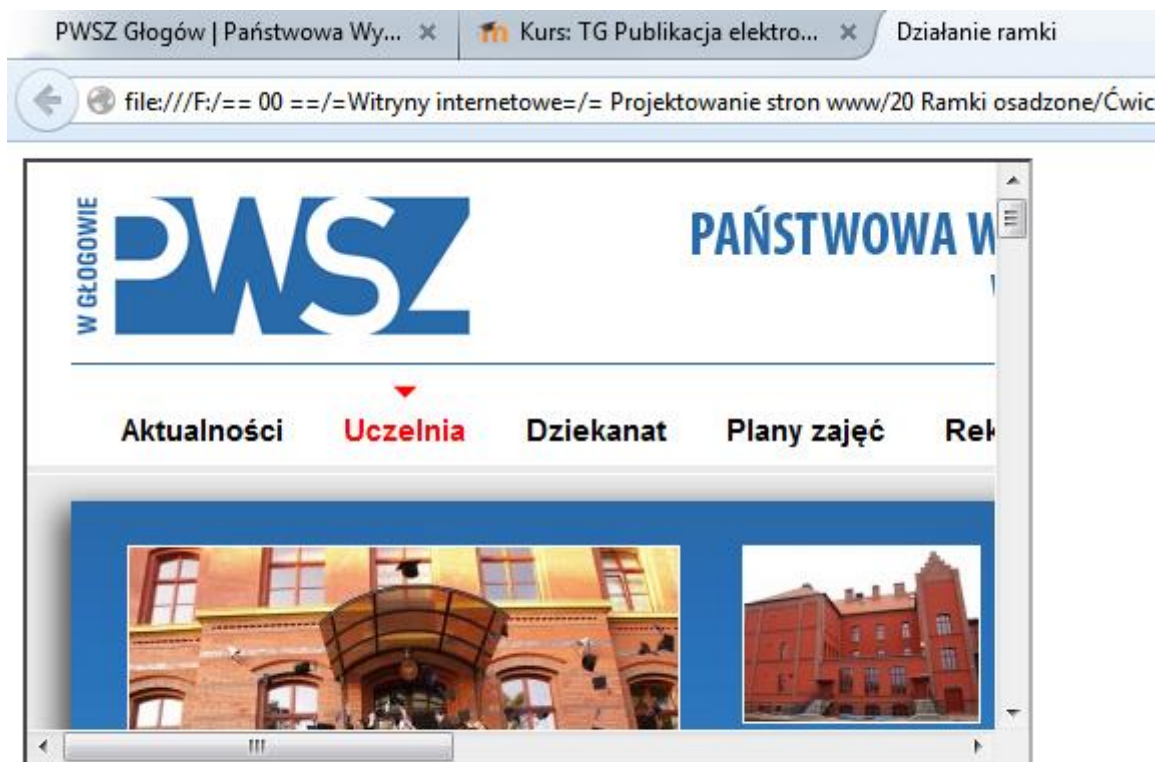 PWSZ Głogów | Państwowa Wy...
Kurs: TG Publikacja elektro...
Działanie ramki
file:///F:/== 00 ==/=Witryny internetowe=/= Projektowanie stron www/20 Ramki osadzone/Ćwic
W GŁOGOWIE
PWSZ
PAŃSTWOWA W
Aktualności Uczelnia Dziekanat Plany zajęć Rek